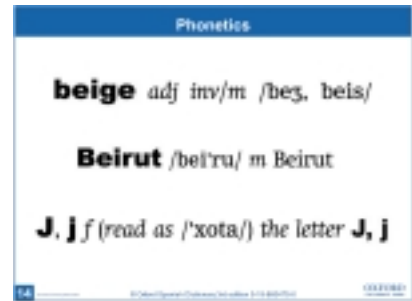 Phonetics
beige adj inv/m /beʒ, beis/
Beirut /bei'ru/ m Beirut
J, j f (read as /'xota/) the letter J, j
14
OXFORD